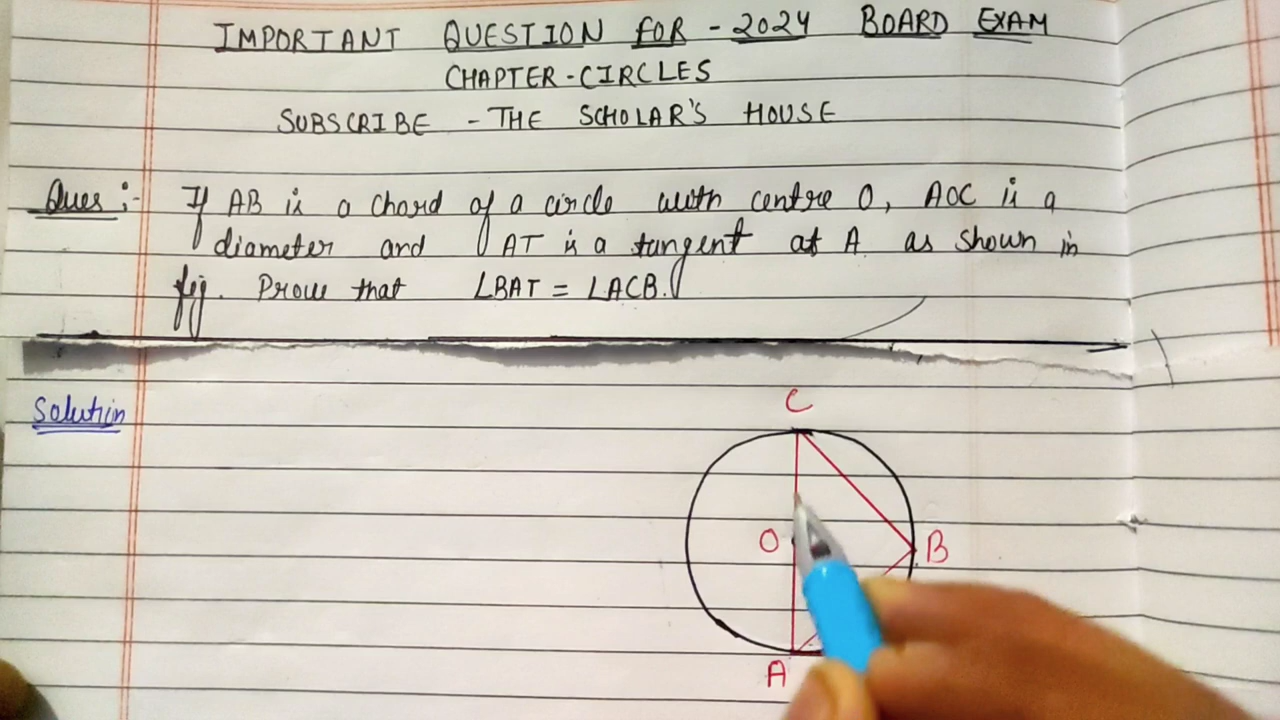 IMPORTANT QUESTION FOR - 2024 BOARD EXAM
CHAPTER-CIRCLES
SUBSCRIBE - THE SCHOLAR'S HOUSE
Ques :- If AB is a chord of a circle with centre O, AOC is a
diameter and AT is a tangent at A as shown in
fig. Prove that ∠BAT = ∠ACB.
Solution
C
O
B
A